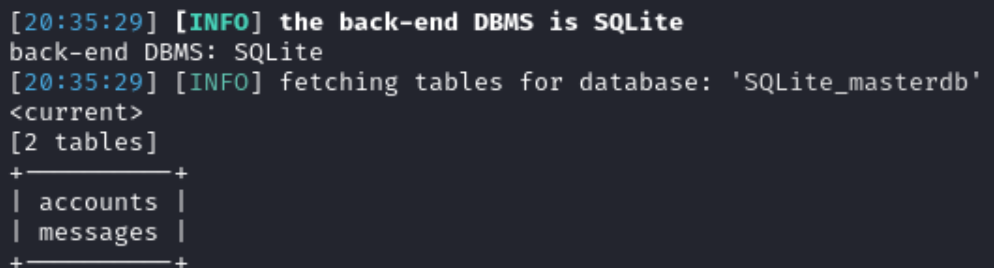 [20:35:29] [INFO] the back-end DBMS is SQLite
back-end DBMS: SQLite
[20:35:29] [INFO] fetching tables for database: 'SQLite_masterdb'
<current>
[2 tables]
+----------+
| accounts |
| messages |
+----------+